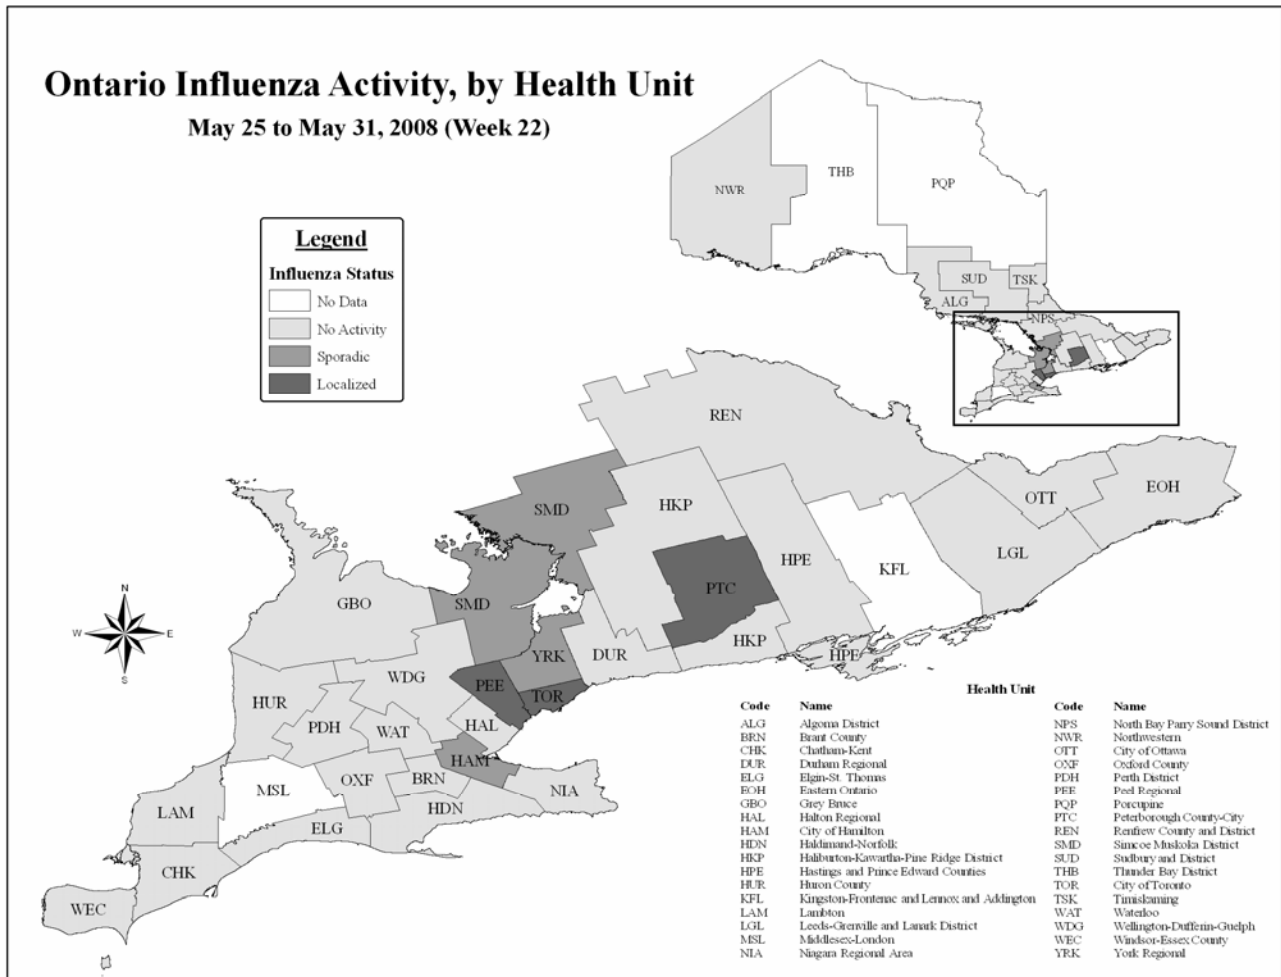 Ontario Influenza Activity, by Health Unit
May 25 to May 31, 2008 (Week 22)
Legend
Influenza Status
No Data
No Activity
Sporadic
Localized
THB
PQP
NWR
SUD
TSK
ALG
NPS
REN
EOH
OTT
SMD
HKP
LGL
HPE
KFL
PTC
GBO
SMD
HKP
YRK
DUR
HPE
WDG
PEE
TOR
HUR
PDH
WAT
HAL
HAM
OXF
BRN
MSL
NIA
HDN
LAM
ELG
CHK
WEC
N
W
E
S
Health Unit
Code Name Code Name
ALG Algoma District NPS North Bay Parry Sound District
BRN Brant County NWR Northwestern
CHK Chatham-Kent OTT City of Ottawa
DUR Durham Regional OXF Oxford County
ELG Elgin-St. Thomas PDH Perth District
EOH Eastern Ontario PEE Peel Regional
GBO Grey Bruce PQP Porcupine
HAL Halton Regional PTC Peterborough County-City
HAM City of Hamilton REN Renfrew County and District
HDN Haldimand-Norfolk SMD Simcoe Muskoka District
HKP Haliburton-Kawartha-Pine Ridge District SUD Sudbury and District
HPE Hastings and Prince Edward Counties THB Thunder Bay District
HUR Huron County TOR City of Toronto
KFL Kingston-Frontenac and Lennox and Addington TSK Timiskaming
LAM Lambton WAT Waterloo
LGL Leeds-Grenville and Lanark District WDG Wellington-Dufferin-Guelph
MSL Middlesex-London WEC Windsor-Essex County
NIA Niagara Regional Area YRK York Regional